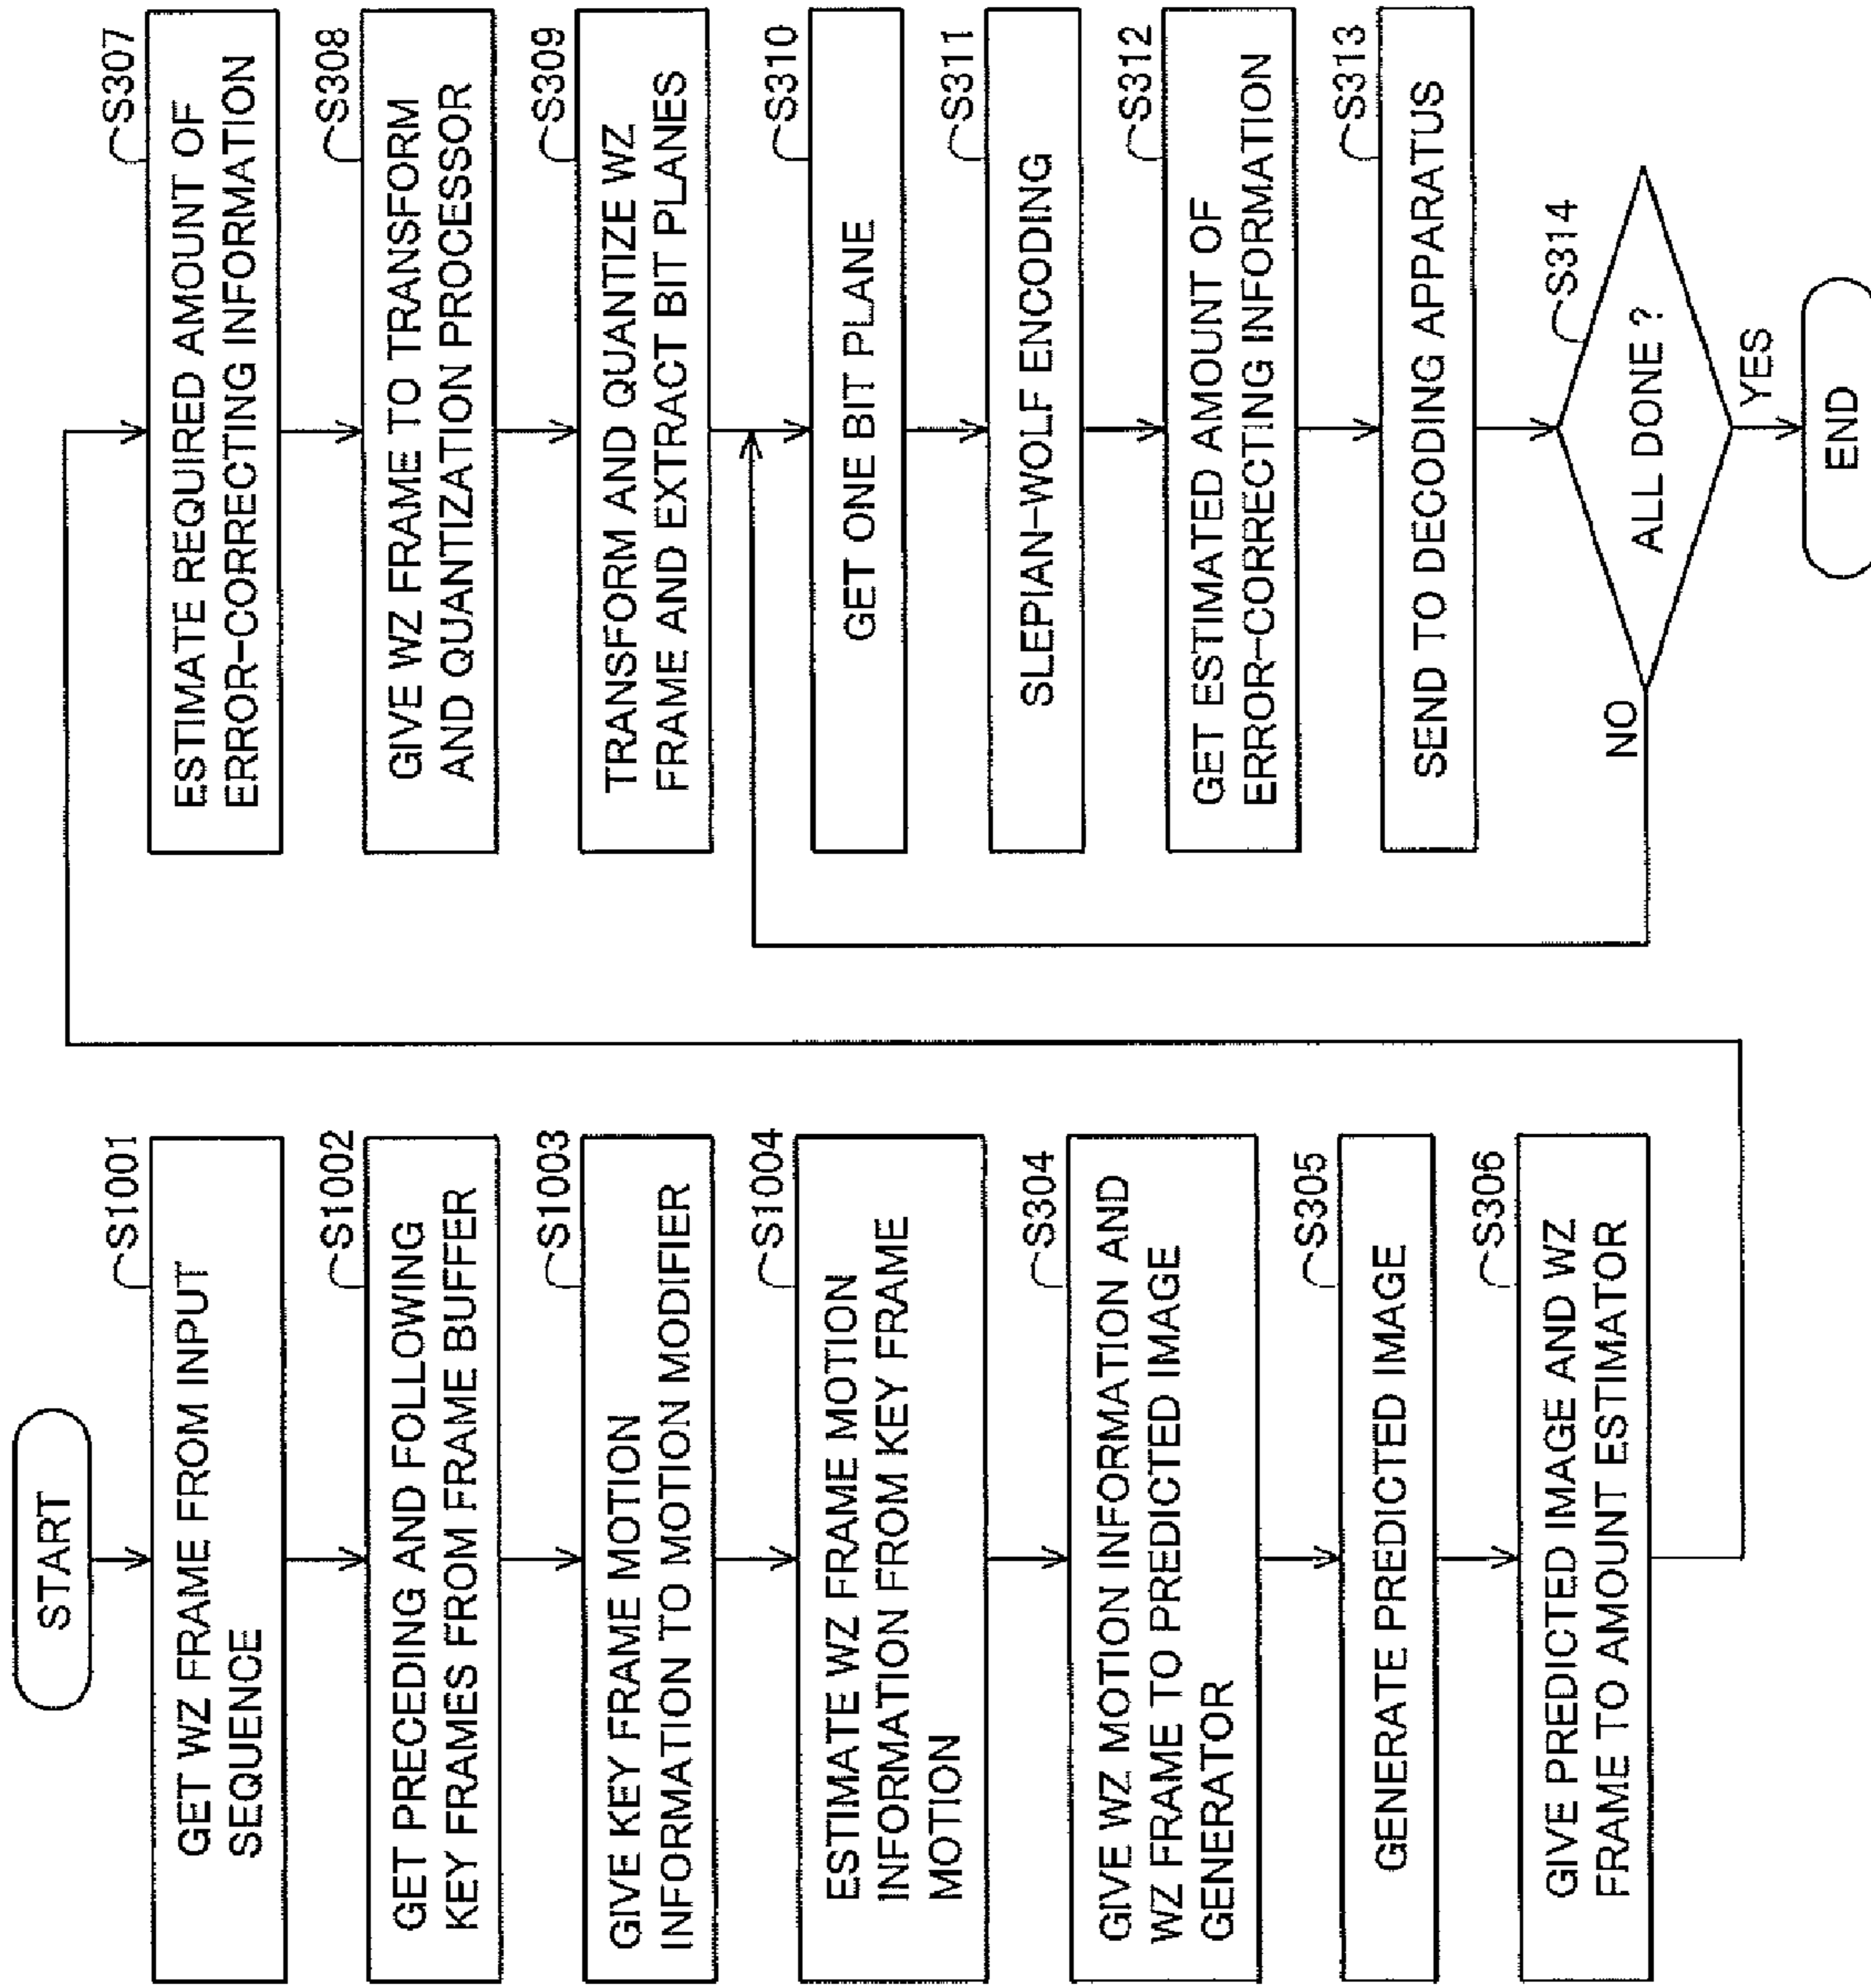 START
S1001
GET WZ FRAME FROM INPUT
SEQUENCE
S1002
GET PRECEDING AND FOLLOWING
KEY FRAMES FROM FRAME BUFFER
S1003
GIVE KEY FRAME MOTION
INFORMATION TO MOTION MODIFIER
S1004
ESTIMATE WZ FRAME MOTION
INFORMATION FROM KEY FRAME
MOTION
S304
GIVE WZ MOTION INFORMATION AND
WZ FRAME TO PREDICTED IMAGE
GENERATOR
S305
GENERATE PREDICTED IMAGE
S306
GIVE PREDICTED IMAGE AND WZ
FRAME TO AMOUNT ESTIMATOR
S307
ESTIMATE REQUIRED AMOUNT OF
ERROR-CORRECTING INFORMATION
S308
GIVE WZ FRAME TO TRANSFORM
AND QUANTIZATION PROCESSOR
S309
TRANSFORM AND QUANTIZE WZ
FRAME AND EXTRACT BIT PLANES
S310
GET ONE BIT PLANE
S311
SLEPIAN-WOLF ENCODING
S312
GET ESTIMATED AMOUNT OF
ERROR-CORRECTING INFORMATION
S313
SEND TO DECODING APPARATUS
S314
ALL DONE ?
NO
YES
END